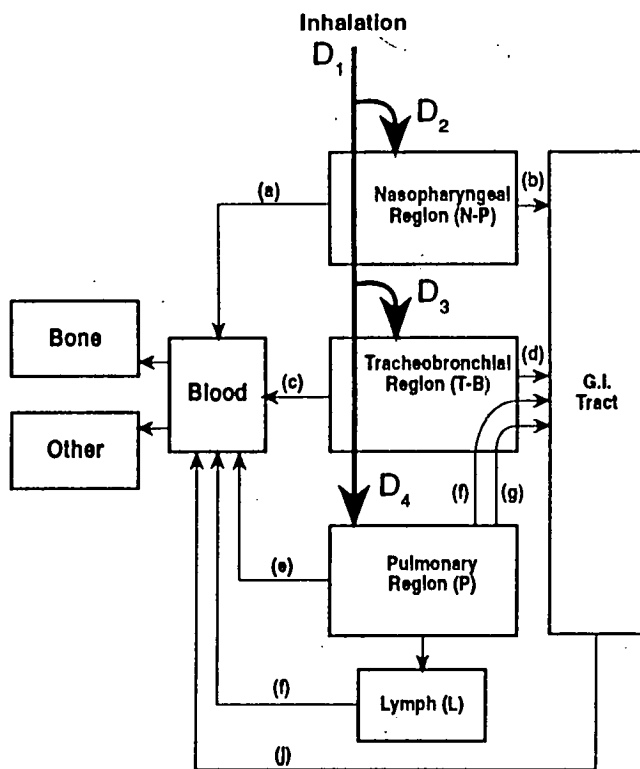 Inhalation
D1
D2
(a)
Nasopharyngeal
Region (N-P)
(b)
D3
Bone
Blood
(c)
Tracheobronchial
Region (T-B)
(d)
G.I.
Tract
Other
D4
(f)
(g)
(e)
Pulmonary
Region (P)
(f)
Lymph (L)
(j)